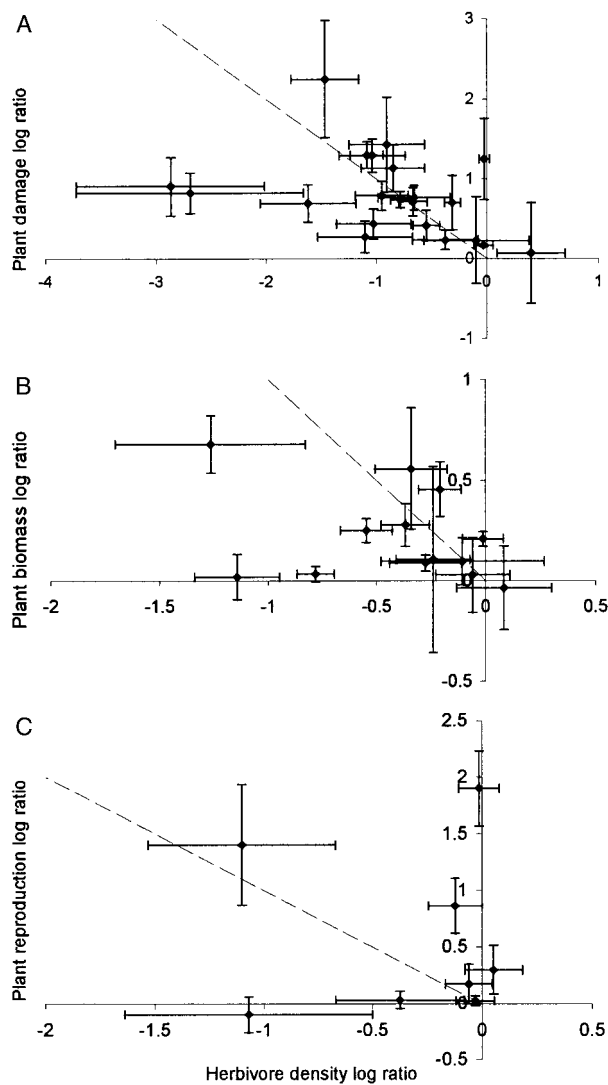 A
Plant damage log ratio
3
2
1
0
-1
-4 -3 -2 -1 0 1
B
Plant biomass log ratio
1
0.5
0
-0.5
-2 -1.5 -1 -0.5 0 0.5
C
Plant reproduction log ratio
2.5
2
1.5
1
0.5
0
-0.5
-2 -1.5 -1 -0.5 0 0.5
Herbivore density log ratio